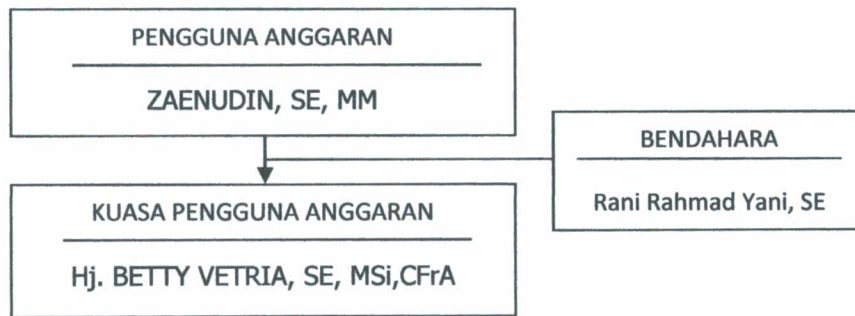 PENGGUNA ANGGARAN
ZAENUDIN, SE, MM
BENDAHARA
Rani Rahmad Yani, SE
KUASA PENGGUNA ANGGARAN
Hj. BETTY VETRIA, SE, MSi,CFrA